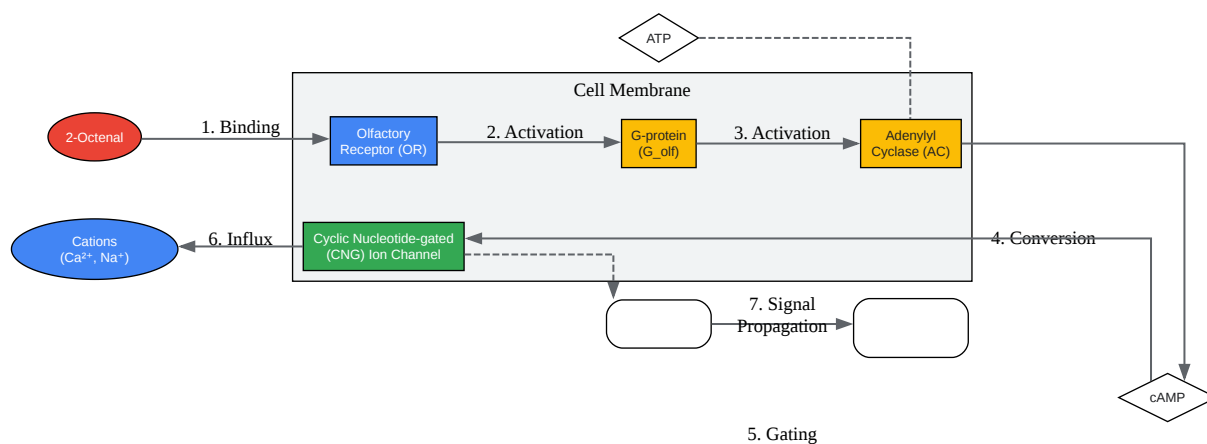 ATP
Cell Membrane
2-Octenal
1. Binding
Olfactory
Receptor (OR)
2. Activation
G-protein
(G_olf)
3. Activation
Adenylyl
Cyclase (AC)
Cations
(Ca²⁺, Na⁺)
6. Influx
Cyclic Nucleotide-gated
(CNG) Ion Channel
4. Conversion
7. Signal
Propagation
cAMP
5. Gating